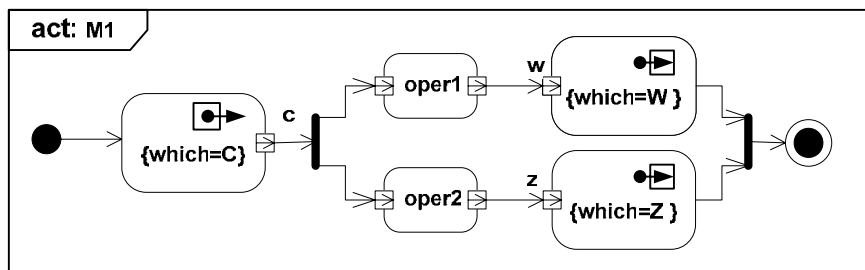 act: M1
{which=C}
c
oper1
w
{which=W }
oper2
z
{which=Z }